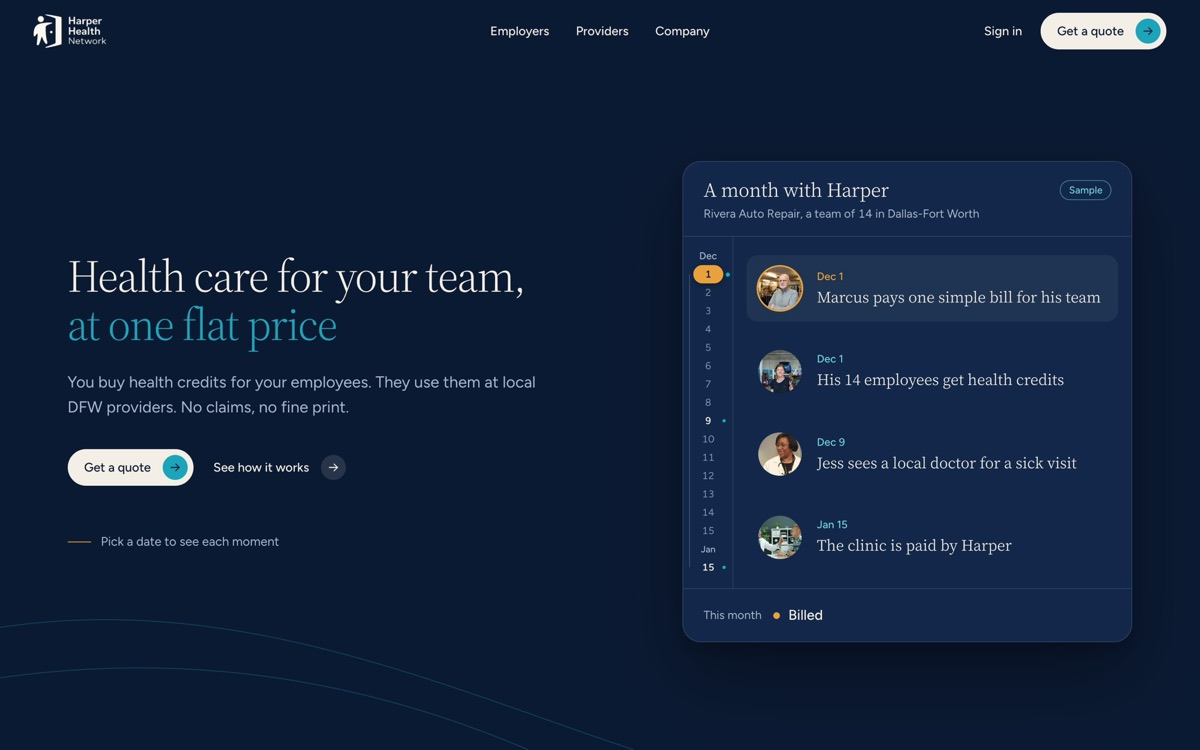 Harper
Health
Network
Employers
Providers
Company
Sign in
Get a quote
Health care for your team,
at one flat price
You buy health credits for your employees. They use them at local
DFW providers. No claims, no fine print.
Get a quote
See how it works
Pick a date to see each moment
A month with Harper
Sample
Rivera Auto Repair, a team of 14 in Dallas-Fort Worth
Dec
1
2
3
4
5
6
7
8
9
10
11
12
13
14
15
Jan
15
Dec 1
Marcus pays one simple bill for his team
Dec 1
His 14 employees get health credits
Dec 9
Jess sees a local doctor for a sick visit
Jan 15
The clinic is paid by Harper
This month
Billed